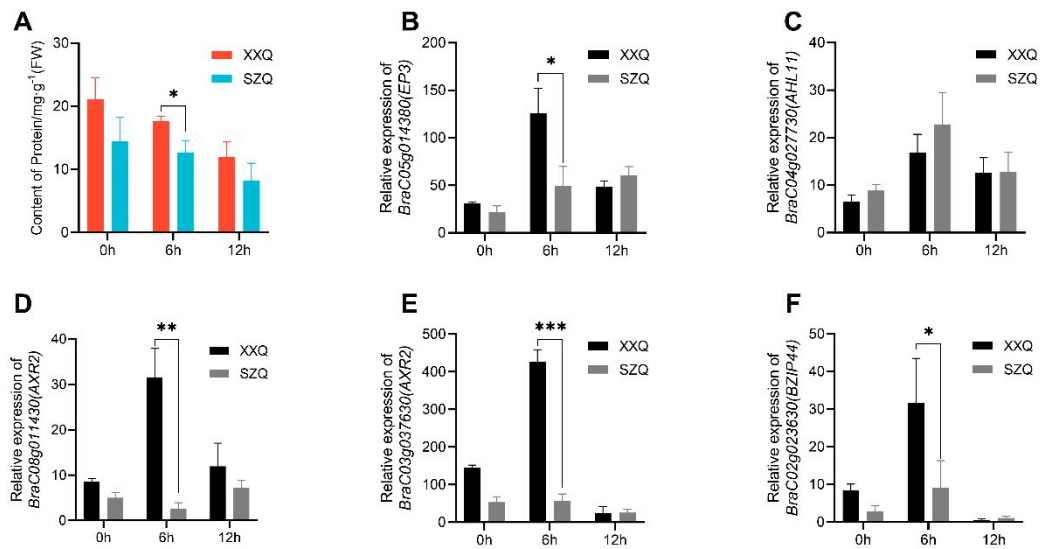 A
Content of Protein/mg·g⁻¹(FW)
30
20
10
0
*
XXQ
SZQ
0h
6h
12h
B
Relative expression of
BraC05g014380(EP3)
200
150
100
50
0
*
XXQ
SZQ
0h
6h
12h
C
Relative expression of
BraC04g027730(AHL11)
40
30
20
10
0
XXQ
SZQ
0h
6h
12h
D
Relative expression of
BraC08g011430(AXR2)
40
30
20
10
0
**
XXQ
SZQ
0h
6h
12h
E
Relative expression of
BraC03g037630(AXR2)
500
400
300
200
100
0
***
XXQ
SZQ
0h
6h
12h
F
Relative expression of
BraC02g023630(BZIP44)
50
40
30
20
10
0
*
XXQ
SZQ
0h
6h
12h